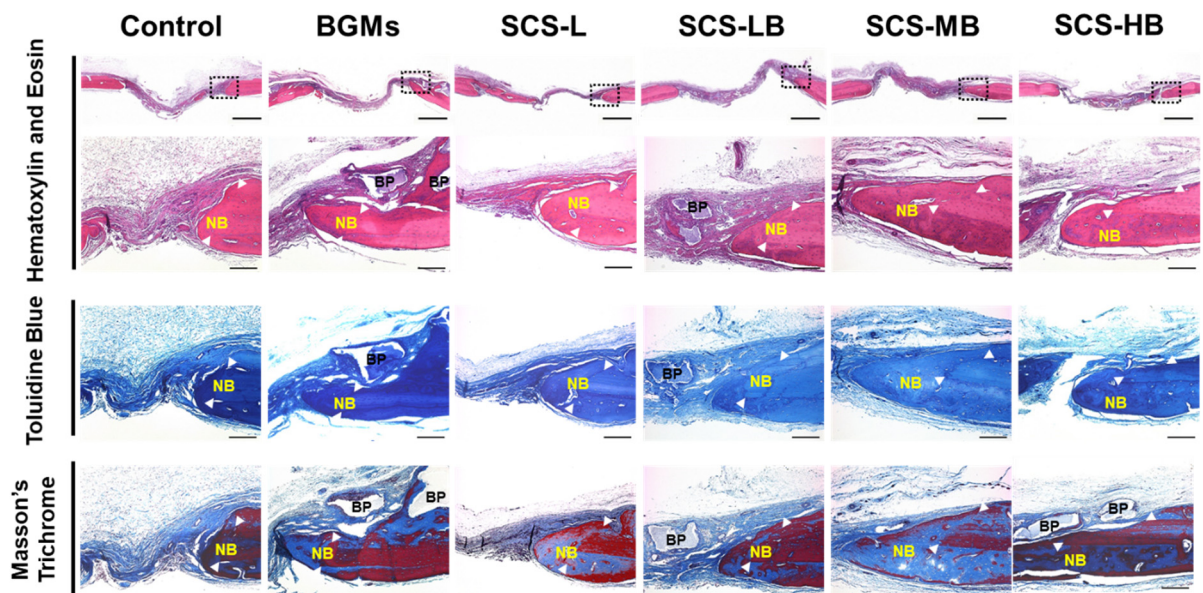 Control BGMs SCS-L SCS-LB SCS-MB SCS-HB
Hematoxylin and Eosin
NB BP BP NB NB BP NB NB NB
Toluidine Blue
NB BP NB NB BP NB NB NB
Masson's
Trichrome
NB BP BP NB NB BP NB NB BP BP NB